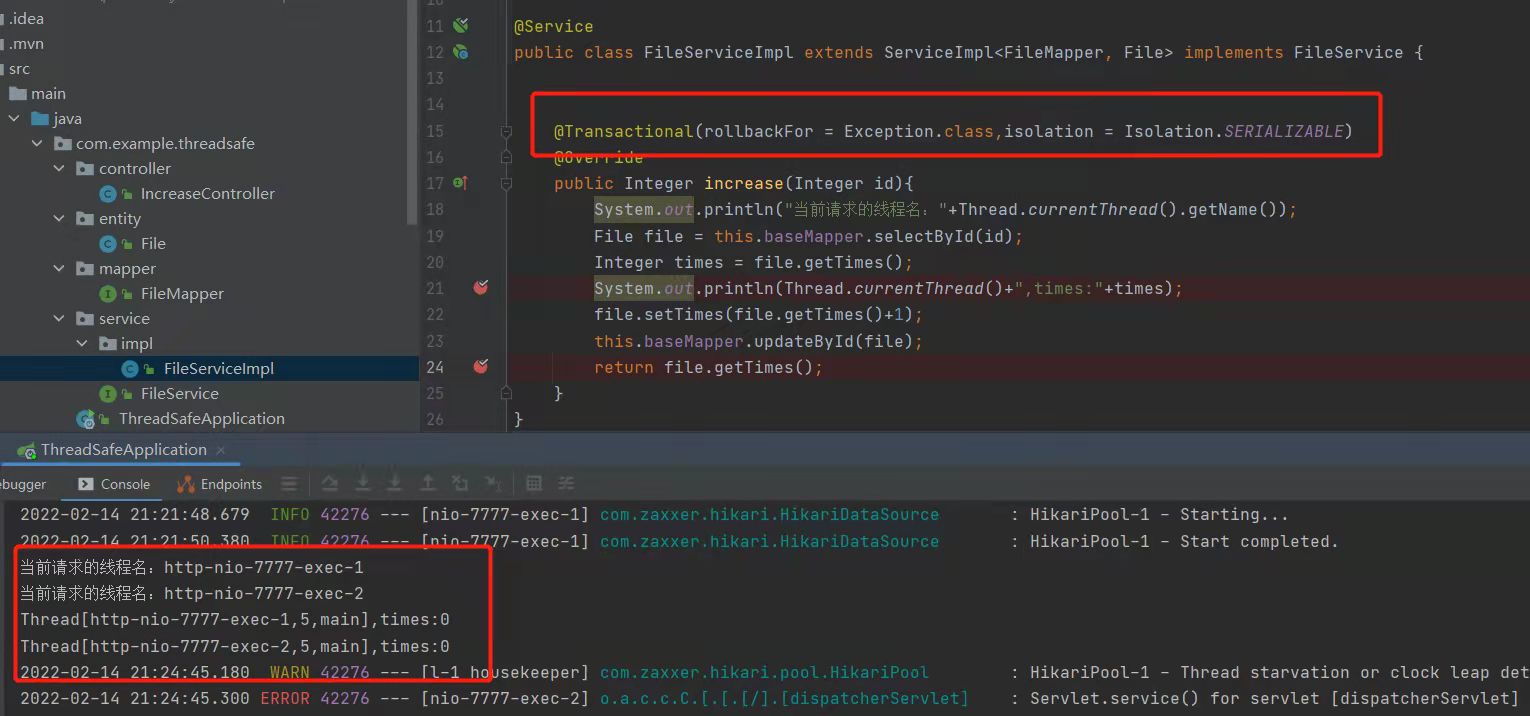 .idea
.mvn
src
main
java
com.example.threadsafe
controller
IncreaseController
entity
File
mapper
FileMapper
service
impl
FileServiceImpl
FileService
ThreadSafeApplication
11 @Service
12 public class FileServiceImpl extends ServiceImpl<FileMapper, File> implements FileService {
13
14
15 @Transactional(rollbackFor = Exception.class,isolation = Isolation.SERIALIZABLE)
16 @Override
17 public Integer increase(Integer id){
18 System.out.println("当前请求的线程名："+Thread.currentThread().getName());
19 File file = this.baseMapper.selectById(id);
20 Integer times = file.getTimes();
21 System.out.println(Thread.currentThread()+",times:"+times);
22 file.setTimes(file.getTimes()+1);
23 this.baseMapper.updateById(file);
24 return file.getTimes();
25 }
26 }
ThreadSafeApplication
ebugger Console Endpoints
2022-02-14 21:21:48.679 INFO 42276 --- [nio-7777-exec-1] com.zaxxer.hikari.HikariDataSource : HikariPool-1 - Starting...
2022-02-14 21:21:50.380 INFO 42276 --- [nio-7777-exec-1] com.zaxxer.hikari.HikariDataSource : HikariPool-1 - Start completed.
当前请求的线程名：http-nio-7777-exec-1
当前请求的线程名：http-nio-7777-exec-2
Thread[http-nio-7777-exec-1,5,main],times:0
Thread[http-nio-7777-exec-2,5,main],times:0
2022-02-14 21:24:45.180 WARN 42276 --- [l-1 housekeeper] com.zaxxer.hikari.pool.HikariPool : HikariPool-1 - Thread starvation or clock leap det
2022-02-14 21:24:45.300 ERROR 42276 --- [nio-7777-exec-2] o.a.c.c.C.[.[.[/].[dispatcherServlet] : Servlet.service() for servlet [dispatcherServlet]